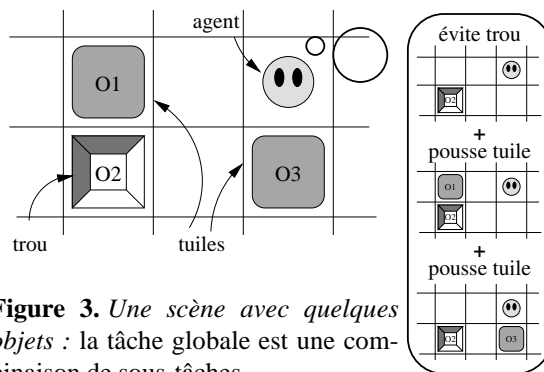 agent
O1
O2
O3
trou
tuiles
évite trou
O2
+
pousse tuile
O1
O2
+
pousse tuile
O2
O3
Figure 3. Une scène avec quelques
objets : la tâche globale est une com-
binaison de sous-tâches